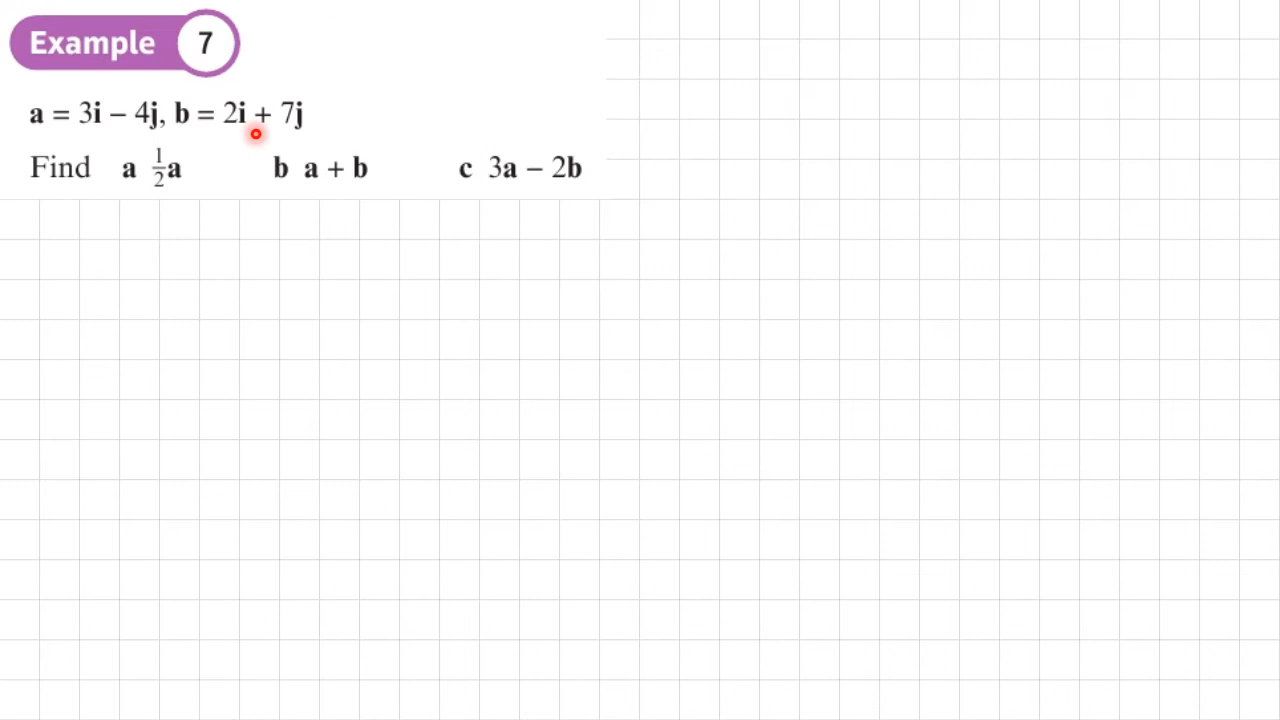 Example 7
a = 3i − 4j, b = 2i + 7j
Find a ½a b a + b c 3a − 2b